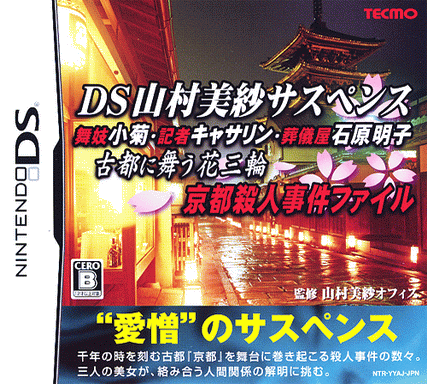 TECMO
NINTENDO DS
DS山村美紗サスペンス
舞妓小菊・記者キャサリン・葬儀屋石原明子
古都に舞う花三輪
京都殺人事件ファイル
CERO
B
監修 山村美紗オフィス
“愛憎”のサスペンス
千年の時を刻む古都「京都」を舞台に巻き起こる殺人事件の数々。
三人の美女が、絡み合う人間関係の解明に挑む。
NTR-YYAJ-JPN